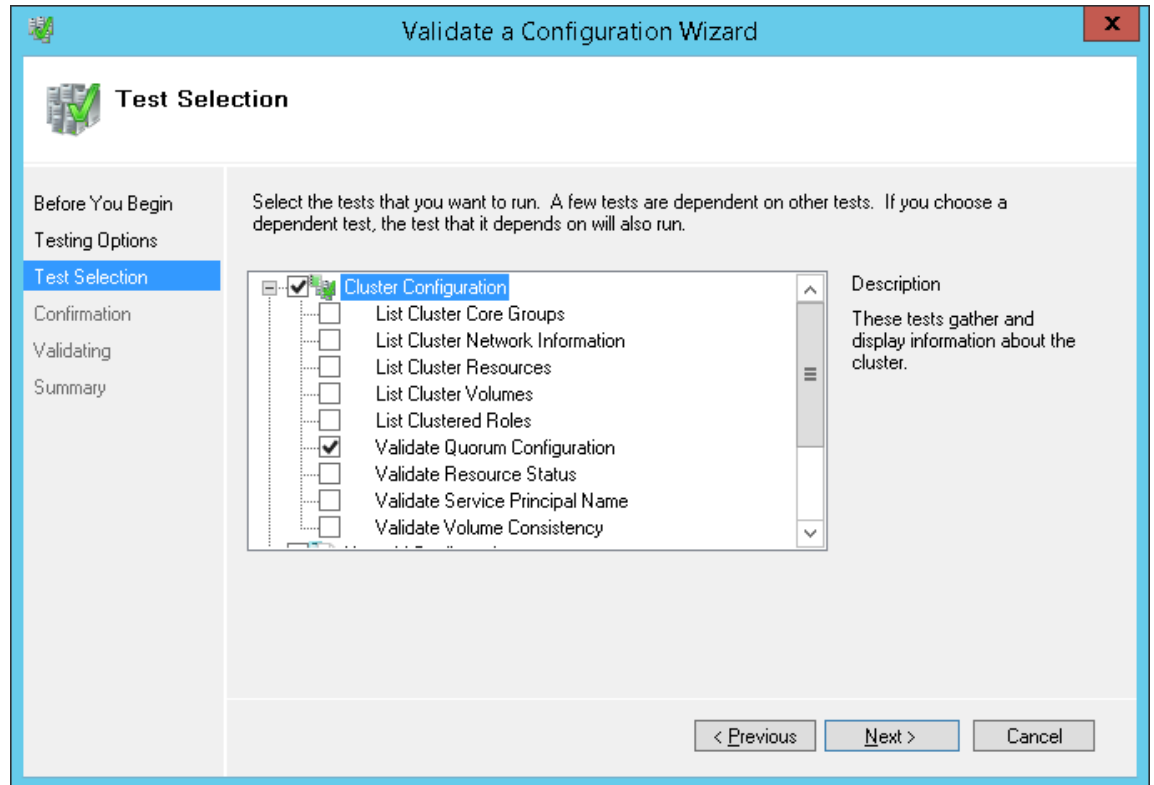 Validate a Configuration Wizard
x
Test Selection
Before You Begin
Testing Options
Test Selection
Confirmation
Validating
Summary
Select the tests that you want to run. A few tests are dependent on other tests. If you choose a
dependent test, the test that it depends on will also run.
Cluster Configuration
List Cluster Core Groups
List Cluster Network Information
List Cluster Resources
List Cluster Volumes
List Clustered Roles
Validate Quorum Configuration
Validate Resource Status
Validate Service Principal Name
Validate Volume Consistency
Description
These tests gather and
display information about the
cluster.
< Previous
Next >
Cancel